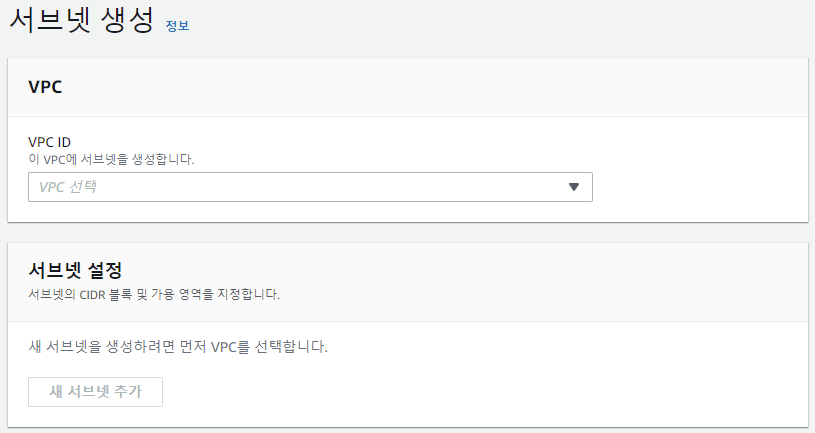 서브넷 생성 정보
VPC
VPC ID
이 VPC에 서브넷을 생성합니다.
VPC 선택
서브넷 설정
서브넷의 CIDR 블록 및 가용 영역을 지정합니다.
새 서브넷을 생성하려면 먼저 VPC를 선택합니다.
새 서브넷 추가